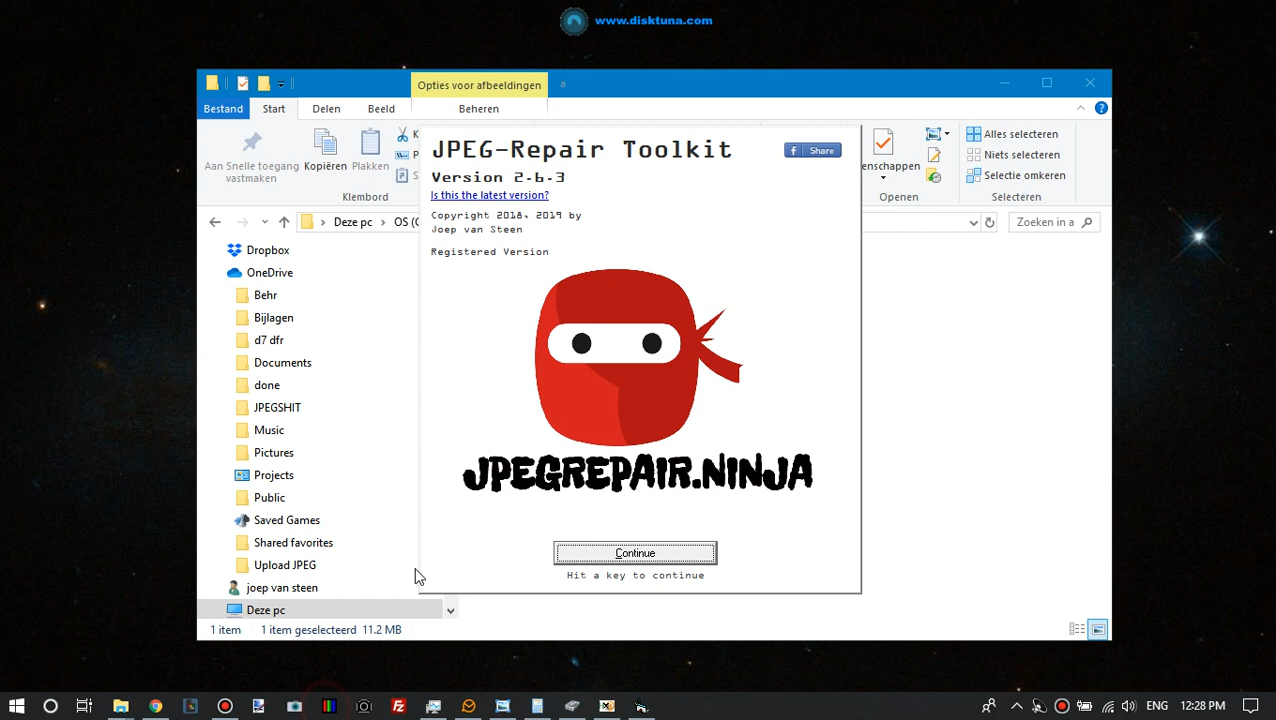 www.disktuna.com
Opties voor afbeeldingen
a
Bestand
Start
Delen
Beeld
Beheren
Aan Snelle toegang
vastmaken
Kopiëren
Plakken
Klembord
JPEG-Repair Toolkit
Share
Version 2.6.3
Is this the latest version?
Copyright 2018, 2019 by
Joep van Steen
Registered Version
Openen
Alles selecteren
Niets selecteren
Selectie omkeren
Selecteren
Deze pc
OS (C
Zoeken in a
Dropbox
OneDrive
Behr
Bijlagen
d7 dfr
Documents
done
JPEGSHIT
Music
Pictures
Projects
Public
Saved Games
Shared favorites
Upload JPEG
joep van steen
Deze pc
JPEGREPAIR.NINJA
Continue
Hit a key to continue
1 item
1 item geselecteerd 11.2 MB
ENG
12:28 PM